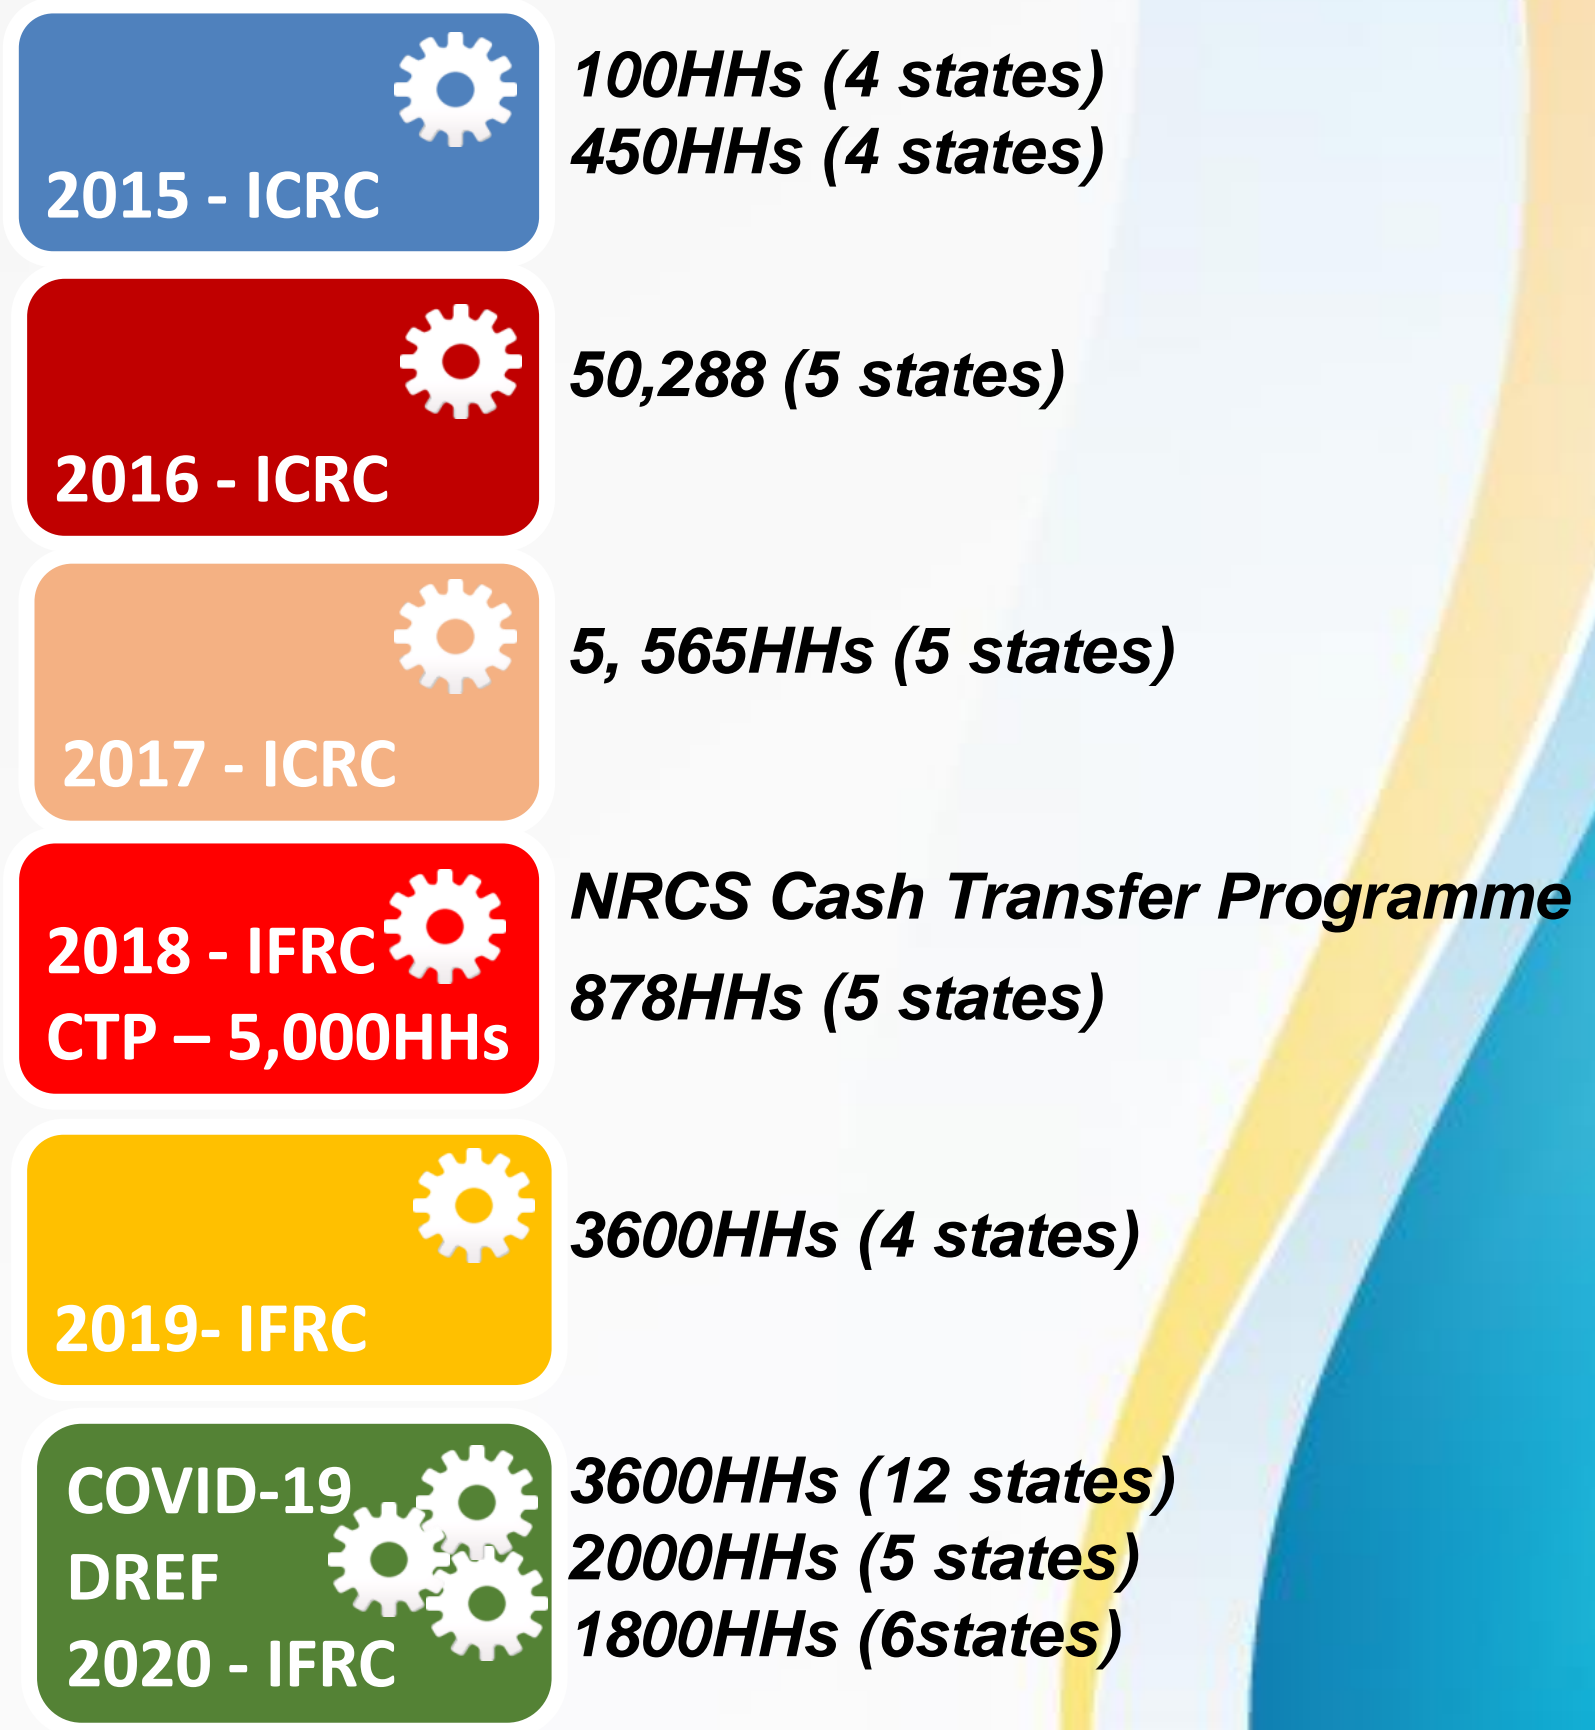 2015 - ICRC
100HHs (4 states)
450HHs (4 states)
2016 - ICRC
50,288 (5 states)
2017 - ICRC
5, 565HHs (5 states)
2018 - IFRC
CTP – 5,000HHs
NRCS Cash Transfer Programme
878HHs (5 states)
2019- IFRC
3600HHs (4 states)
COVID-19
DREF
2020 - IFRC
3600HHs (12 states)
2000HHs (5 states)
1800HHs (6states)